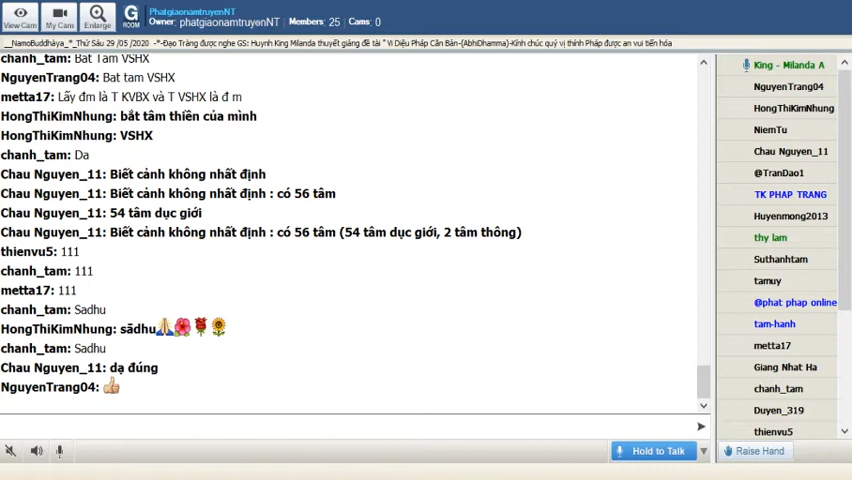 View Cam
My Cam
Enlarge
G
ROOM
PhatgiaonamtruyenNT
Owner: phatgiaonamtruyenNT Members: 25 Cams: 0
__NamoBuddhàya_*_Thứ Sáu 29 /05 /2020 -*-Đạo Tràng được nghe GS: Huynh King Milanda thuyết giảng đề tài " Vi Diệu Pháp Căn Bản-(AbhiDhamma)-Kính chúc quý vị thính Pháp được an vui tiến hóa
chanh_tam: Bat Tam VSHX
NguyenTrang04: Bat tam VSHX
metta17: Lấy đm là T KVBX và T VSHX là đ m
HongThiKimNhung: bắt tâm thiền của mình
HongThiKimNhung: VSHX
chanh_tam: Da
Chau Nguyen_11: Biết cảnh không nhất định
Chau Nguyen_11: Biết cảnh không nhất định : có 56 tâm
Chau Nguyen_11: 54 tâm dục giới
Chau Nguyen_11: Biết cảnh không nhất định : có 56 tâm (54 tâm dục giới, 2 tâm thông)
thienvu5: 111
chanh_tam: 111
metta17: 111
chanh_tam: Sadhu
HongThiKimNhung: sādhu
chanh_tam: Sadhu
Chau Nguyen_11: dạ đúng
NguyenTrang04:
King - Milanda A
NguyenTrang04
HongThiKimNhung
NiemTu
Chau Nguyen_11
@TranDao1
TK PHAP TRANG
Huyenmong2013
thy lam
Suthanhtam
tamuy
@phat phap online
tam-hanh
metta17
Giang Nhat Ha
chanh_tam
Duyen_319
thienvu5
Hold to Talk
Raise Hand